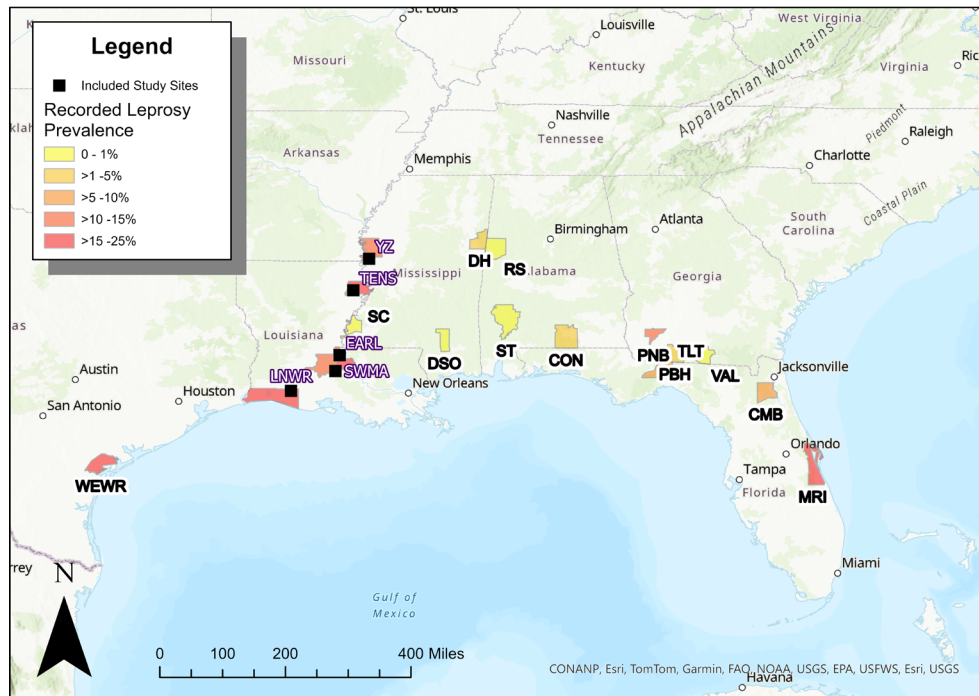 St. Louis
Louisville
West Virginia
Legend
Missouri
Kentucky
Virginia
Included Study Sites
Recorded Leprosy
Prevalence
0 - 1%
>1 -5%
>5 -10%
>10 -15%
>15 -25%
Appalachian Mountains
Nashville
Tennessee
Piedmont
Raleigh
Arkansas
Memphis
Charlotte
Coastal Plain
Birmingham
Atlanta
South
Carolina
YZ
DH
RS
Mississippi
labama
Georgia
TENS
SC
Louisiana
EARL
DSO
ST
CON
PNB
TLT
PBH
VAL
LNWR
SWMA
Jacksonville
Austin
New Orleans
Houston
San Antonio
CMB
Orlando
Tampa
WEWR
Florida
MRI
rrey
N
Miami
Gulf of
Mexico
0 100 200 400 Miles
CONANP, Esri, TomTom, Garmin, FAO, NOAA, USGS, EPA, USFWS, Esri, USGS
Havana